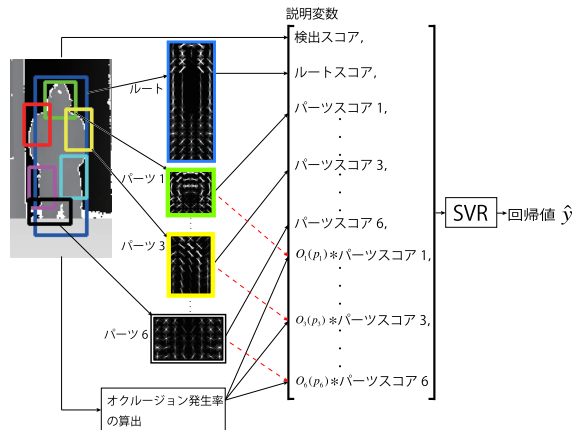 説明変数
検出スコア,
ルート
ルートスコア,
パーツスコア 1,
パーツ 1
パーツスコア 3,
パーツ 3
パーツスコア 6,
SVR
回帰値 ŷ
O₁(p₁)*パーツスコア 1,
パーツ 6
O₃(p₃)*パーツスコア 3,
O₆(p₆)*パーツスコア 6
オクルージョン発生率
の算出